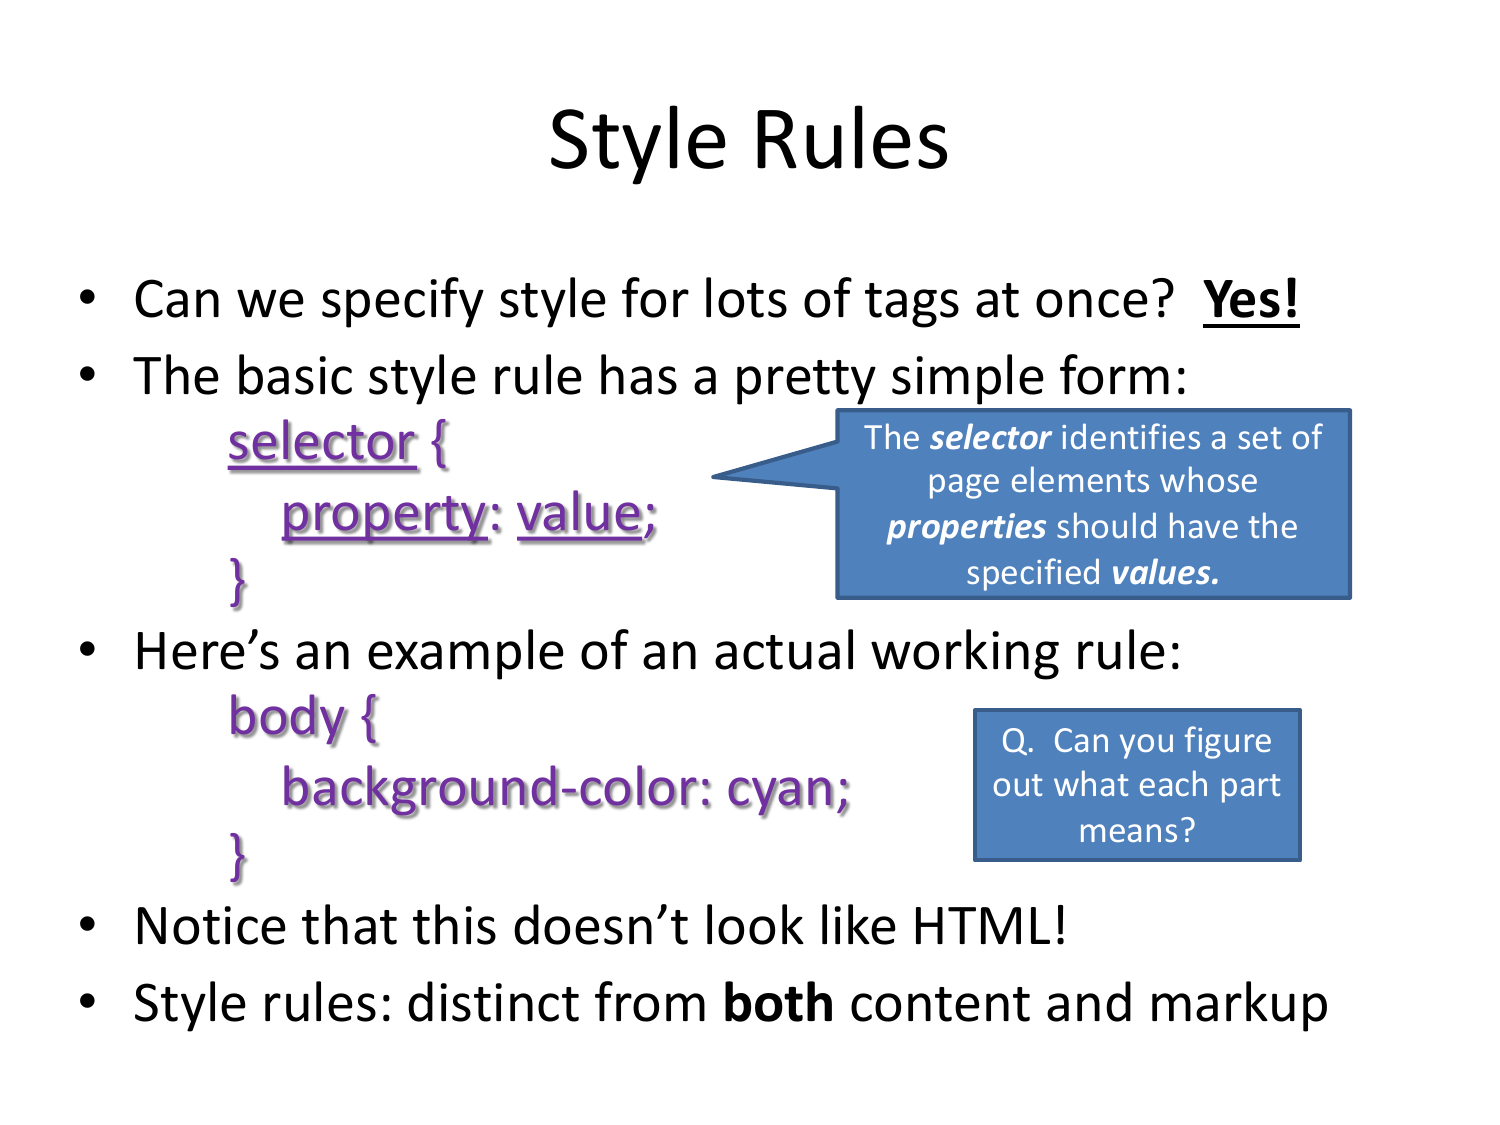 Style Rules
• Can we specify style for lots of tags at once? Yes!
• The basic style rule has a pretty simple form:
selector {
property: value;
}
The selector identifies a set of
page elements whose
properties should have the
specified values.
• Here’s an example of an actual working rule:
body {
background-color: cyan;
}
Q. Can you figure
out what each part
means?
• Notice that this doesn’t look like HTML!
• Style rules: distinct from both content and markup